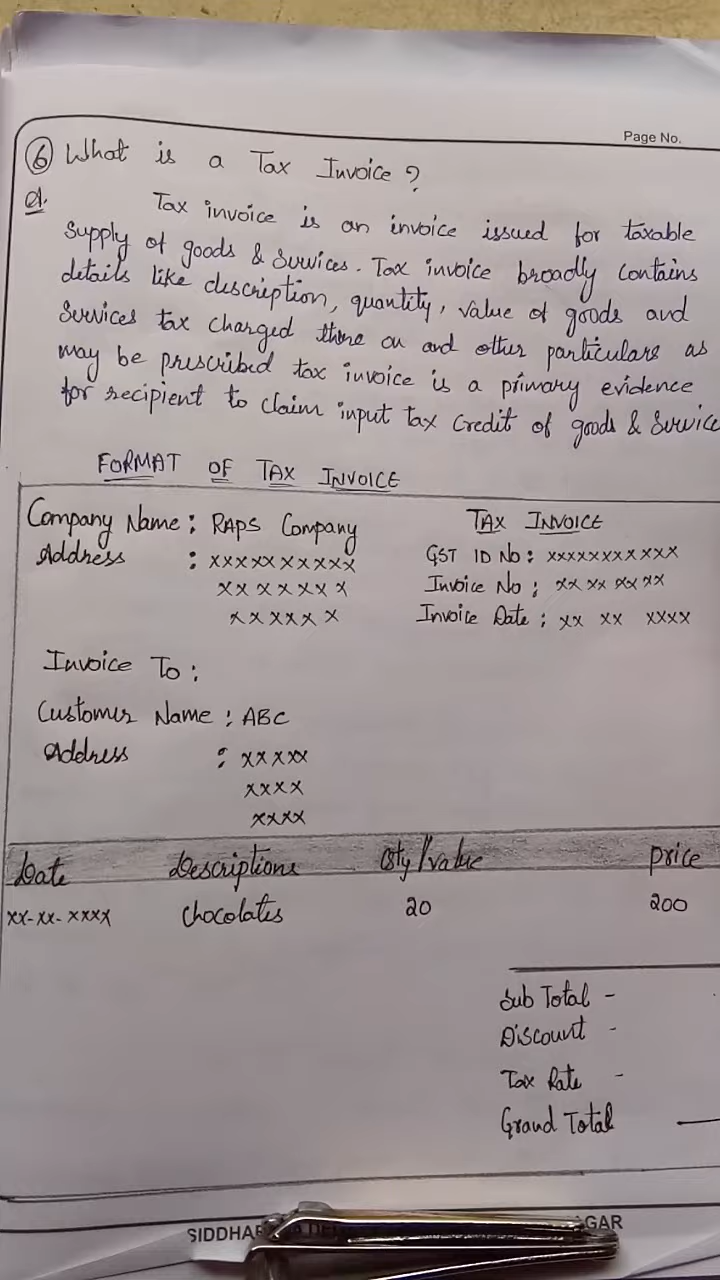 Page No.
6 What is a Tax Invoice ?
A. Tax invoice is an invoice issued for taxable
Supply of goods & Services. Tax invoice broadly contains
details like description, quantity, value of goods and
Services tax charged there on and other particulars as
may be prescribed tax invoice is a primary evidence
for recipient to claim input tax credit of goods & Service
FORMAT OF TAX INVOICE
Company Name : RAPS Company TAX INVOICE
Address : xxxxxxxxxx GST ID No : xxxxxxxxxxx
xxxxxxx Invoice No ; xx xx xx xx
xxxxxx Invoice Date ; xx xx xxxx
Invoice To :
Customer Name : ABC
Address : xxxxx
xxxx
xxxx
Date Descriptions Qty/value price
xx-xx-xxxx chocolates 20 200
Sub Total -
Discount -
Tax Rate -
Grand Total
SIDDHA GAR